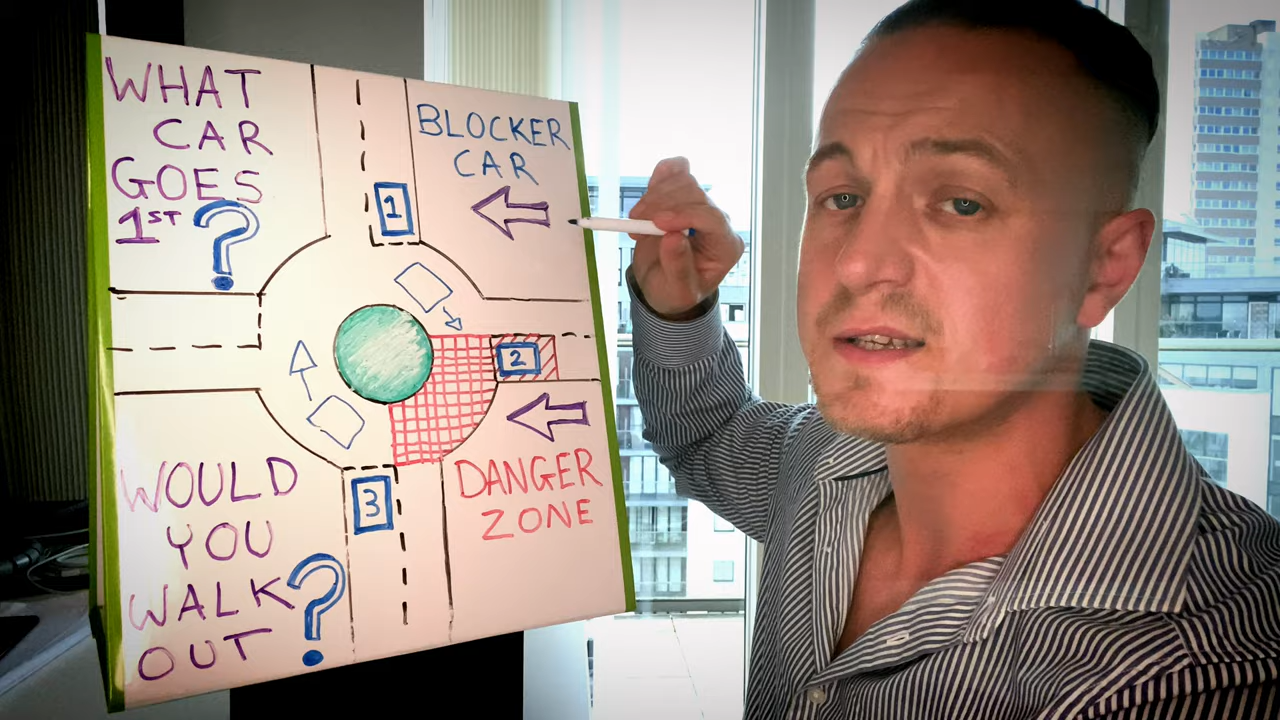 WHAT
CAR
GOES
1ST ?
BLOCKER
CAR
1
2
3
DANGER
ZONE
WOULD
YOU
WALK
OUT ?